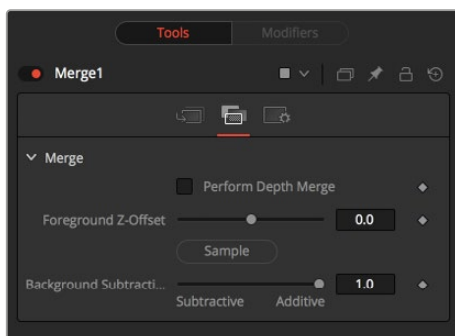 Tools Modifiers
Merge1
Merge
Perform Depth Merge
Foreground Z-Offset 0.0
Sample
Background Subtracti... 1.0
Subtractive Additive